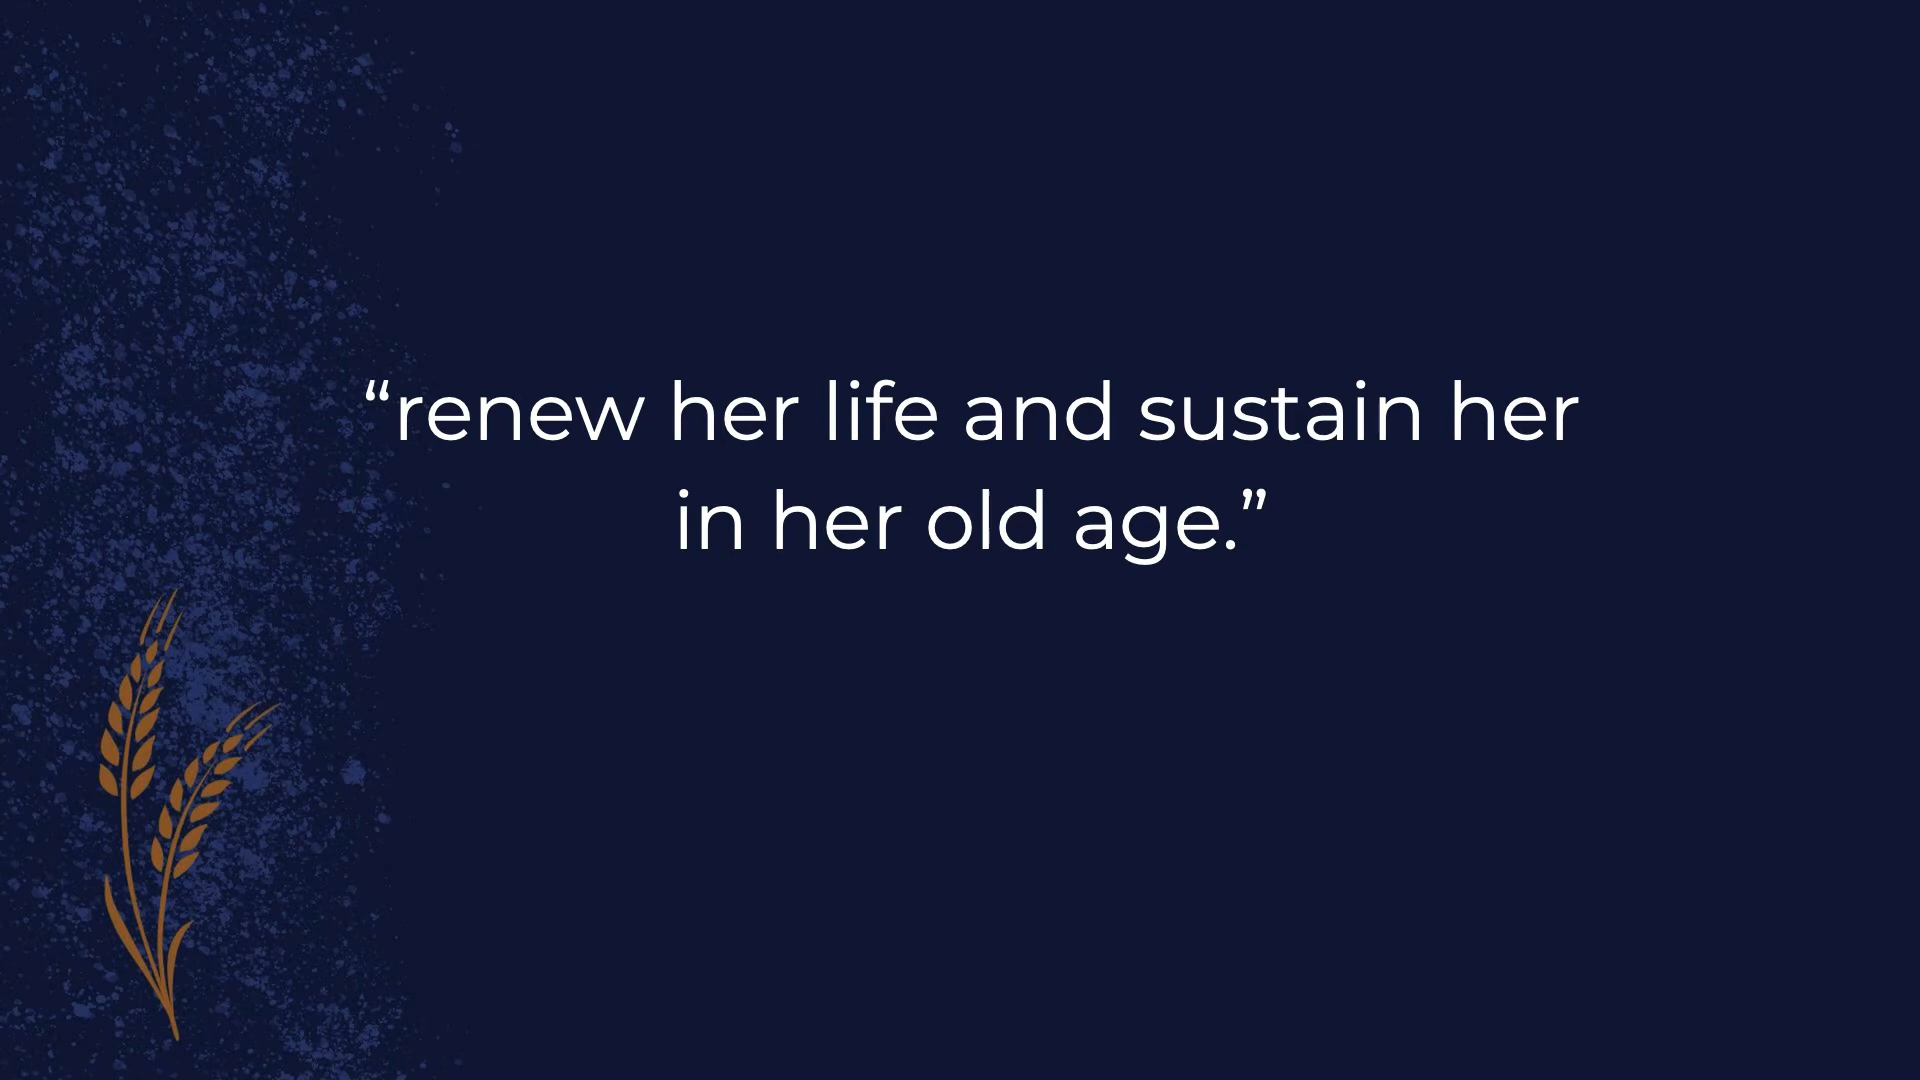 “renew her life and sustain her
in her old age.”